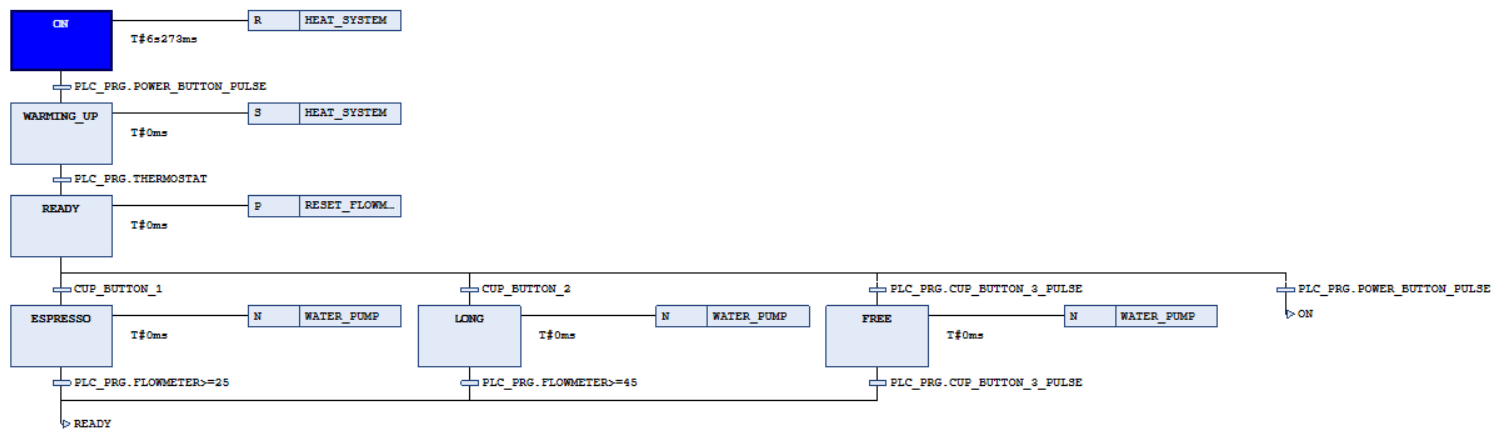 ON
R HEAT_SYSTEM
T#6s273ms
PLC_PRG.POWER_BUTTON_PULSE
WARMING_UP
S HEAT_SYSTEM
T#0ms
PLC_PRG.THERMOSTAT
READY
P RESET_FLOWM...
T#0ms
CUP_BUTTON_1 CUP_BUTTON_2 PLC_PRG.CUP_BUTTON_3_PULSE PLC_PRG.POWER_BUTTON_PULSE
ESPRESSO N WATER_PUMP LONG N WATER_PUMP FREE N WATER_PUMP ON
T#0ms T#0ms T#0ms
PLC_PRG.FLOWMETER>=25 PLC_PRG.FLOWMETER>=45 PLC_PRG.CUP_BUTTON_3_PULSE
READY